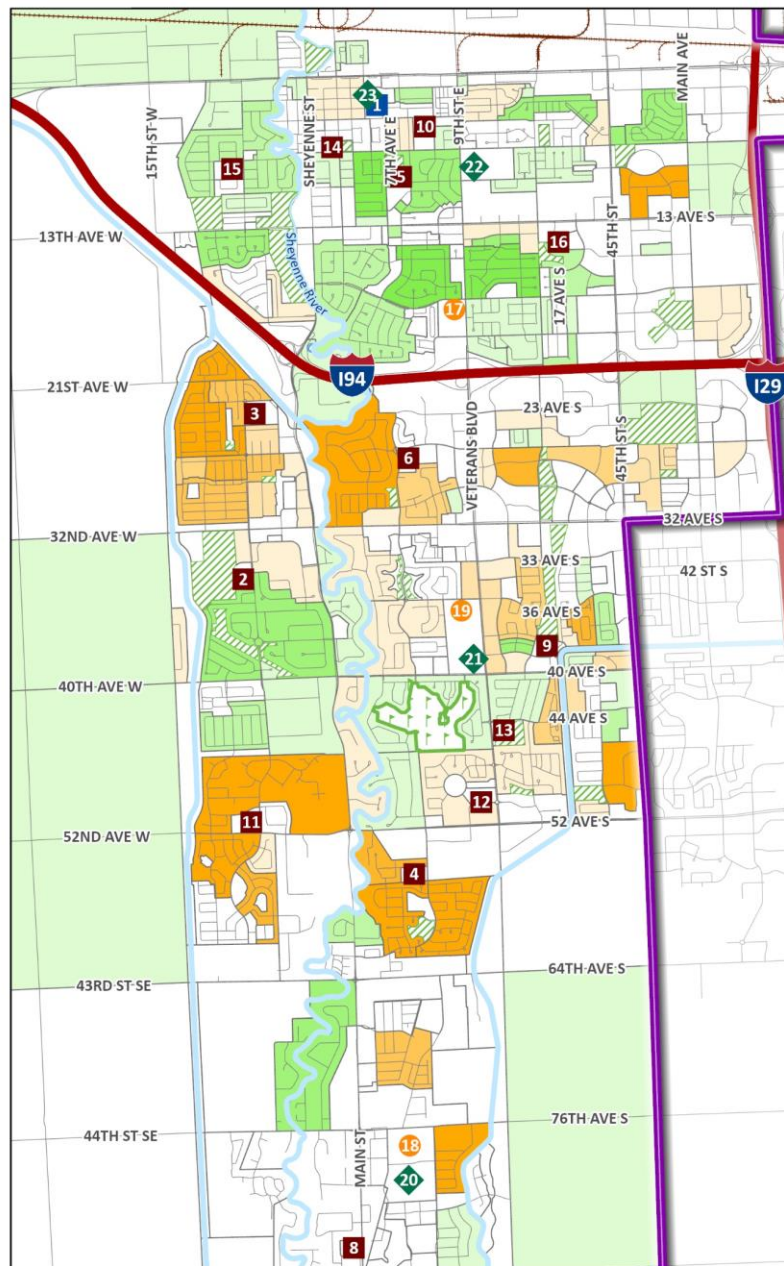 MAIN AVE
23
1
SHEYENNE ST
7TH AVE E
9TH ST E
10
15TH ST W
14
15
5
22
45TH ST
13 AVE S
13TH AVE W
Sheyenne River
16
17 AVE S
17
I94
I29
21ST AVE W
3
23 AVE S
VETERANS BLVD
45TH ST S
6
32ND AVE W
32 AVE S
33 AVE S
42 ST S
2
19
36 AVE S
9
21
40 AVE S
40TH AVE W
44 AVE S
13
12
11
52 AVE S
52ND AVE W
4
64TH AVE S
43RD ST SE
76TH AVE S
44TH ST SE
18
MAIN ST
20
8